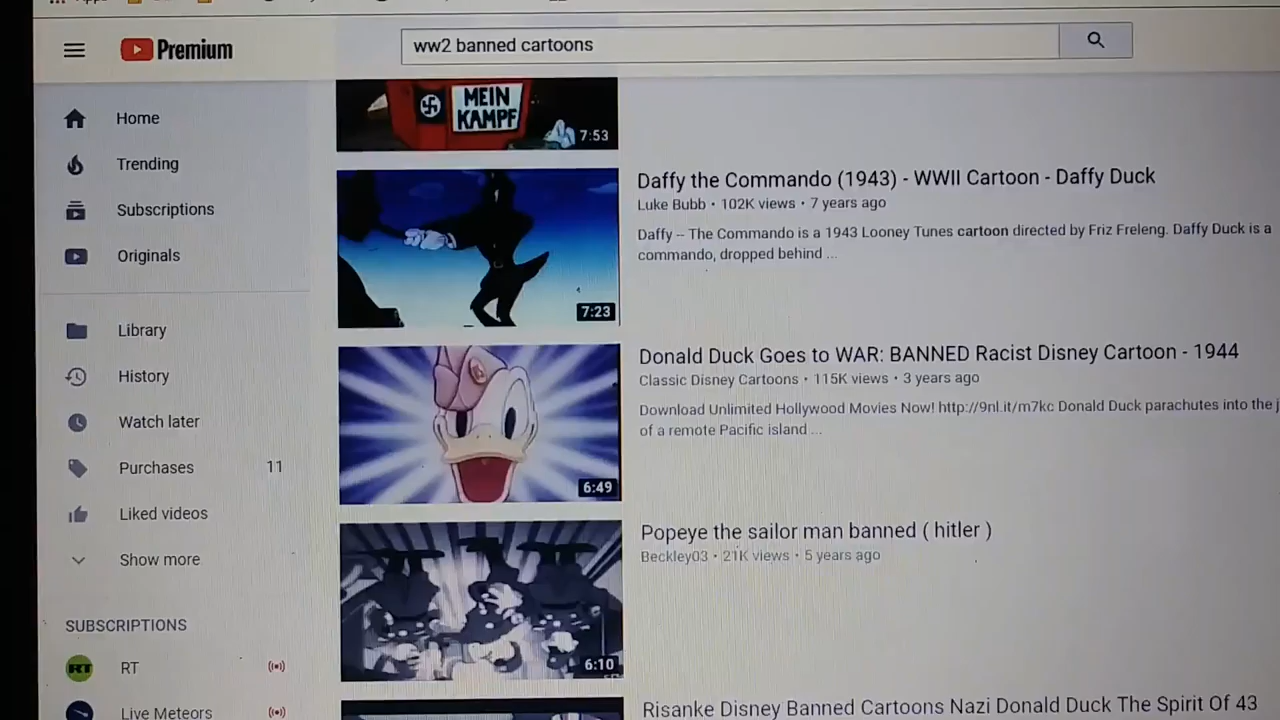 Premium
ww2 banned cartoons
Home
Trending
Subscriptions
Originals
Library
History
Watch later
Purchases 11
Liked videos
Show more
SUBSCRIPTIONS
RT
RT
Live Meteors
MEIN
KAMPF
7:53
7:23
Daffy the Commando (1943) - WWII Cartoon - Daffy Duck
Luke Bubb • 102K views • 7 years ago
Daffy – The Commando is a 1943 Looney Tunes cartoon directed by Friz Freleng. Daffy Duck is a
commando, dropped behind ...
6:49
Donald Duck Goes to WAR: BANNED Racist Disney Cartoon - 1944
Classic Disney Cartoons • 115K views • 3 years ago
Download Unlimited Hollywood Movies Now! http://9nl.it/m7kc Donald Duck parachutes into the
of a remote Pacific island ...
6:10
Popeye the sailor man banned ( hitler )
Beckley03 • 21K views • 5 years ago
Risanke Disney Banned Cartoons Nazi Donald Duck The Spirit Of 43